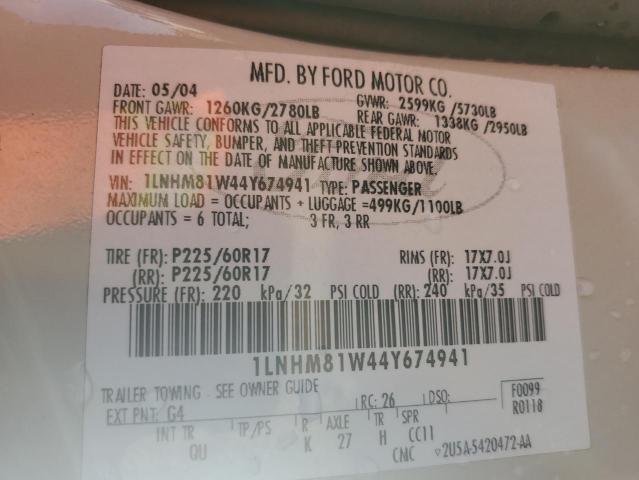 MFD. BY FORD MOTOR CO.
DATE: 05/04 GVWR: 2599KG/5730LB
FRONT GAWR: 1260KG/2780LB REAR GAWR: 1338KG/2950LB
THIS VEHICLE CONFORMS TO ALL APPLICABLE FEDERAL MOTOR
VEHICLE SAFETY, BUMPER, AND THEFT PREVENTION STANDARDS
IN EFFECT ON THE DATE OF MANUFACTURE SHOWN ABOVE.
VIN: 1LNHM81W44Y674941 TYPE: PASSENGER
MAXIMUM LOAD = OCCUPANTS + LUGGAGE =499KG/1100LB
OCCUPANTS = 6 TOTAL; 3 FR, 3 RR
TIRE (FR): P225/60R17 RIMS (FR): 17X7.0J
(RR): P225/60R17 (RR): 17X7.0J
PRESSURE (FR): 220 kPa/32 PSI COLD (RR): 240 kPa/35 PSI COLD
1LNHM81W44Y674941
TRAILER TOWING - SEE OWNER GUIDE
EXT PNT: G4 RC: 26 DSO: F0099
R0118
INT TR TP/PS R AXLE TR SPR
QU K 27 H CC11
CMC ▽2U5A-5420472-AA